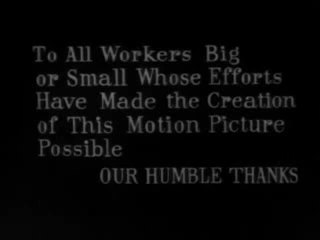 To All Workers Big
or Small Whose Efforts
Have Made the Creation
of This Motion Picture
Possible
OUR HUMBLE THANKS